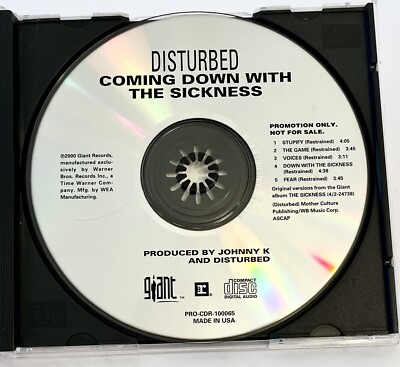 DISTURBED
COMING DOWN WITH
THE SICKNESS
℗2000 Giant Records,
manufactured exclu-
sively by Warner
Bros. Records Inc., a
Time Warner Com-
pany. Mfg. by WEA
Manufacturing.
PROMOTION ONLY.
NOT FOR SALE.
1 STUPIFY (Restrained) 4:05
2 THE GAME (Restrained) 3:45
3 VOICES (Restrained) 3:11
4 DOWN WITH THE SICKNESS
(Restrained) 4:38
5 FEAR (Restrained) 3:45
Original versions from the Giant
album THE SICKNESS (4/2-24738)
(Disturbed) Mother Culture
Publishing/WB Music Corp.
ASCAP
PRODUCED BY JOHNNY K
AND DISTURBED
giant ™
COMPACT
disc
DIGITAL AUDIO
PRO-CDR-100065
MADE IN USA